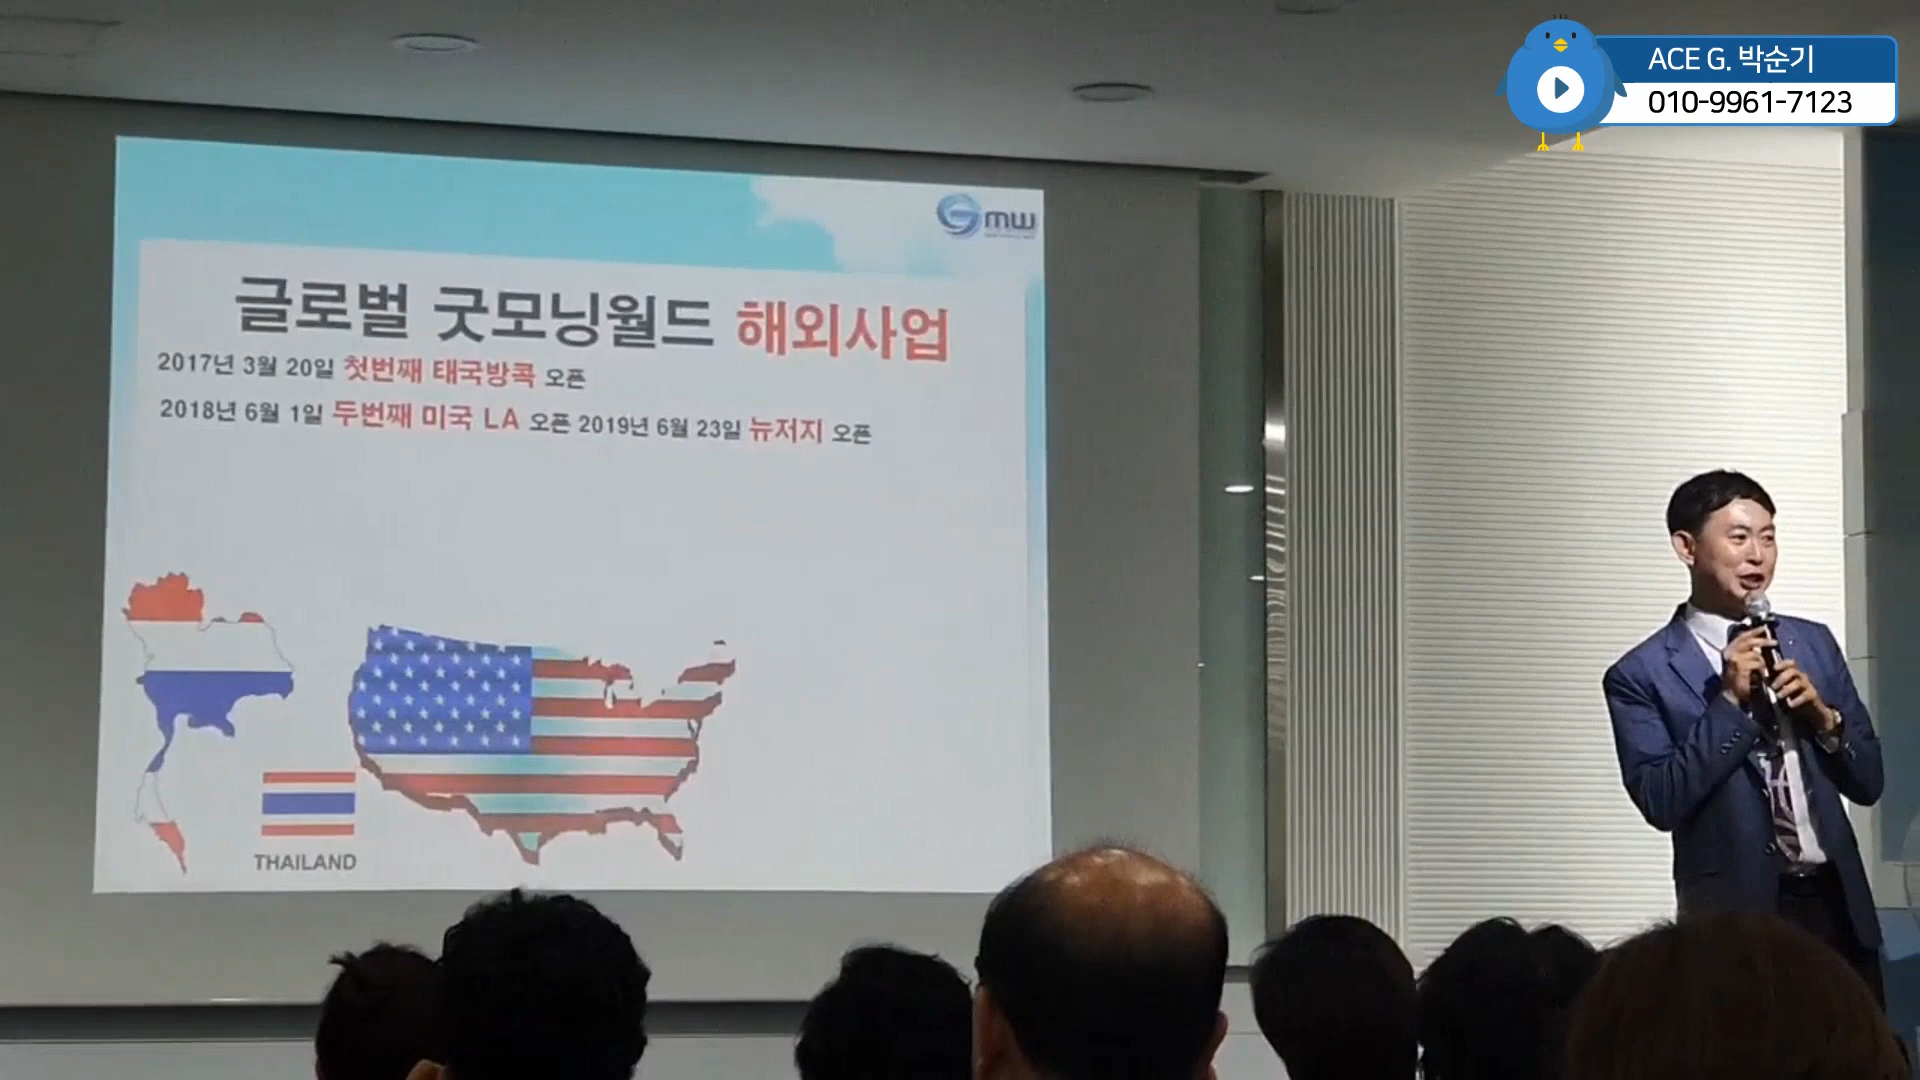 ACE G. 박순기
010-9961-7123
Gmw
글로벌 굿모닝월드 해외사업
2017년 3월 20일 첫번째 태국방콕 오픈
2018년 6월 1일 두번째 미국 LA 오픈 2019년 6월 23일 뉴저지 오픈
THAILAND